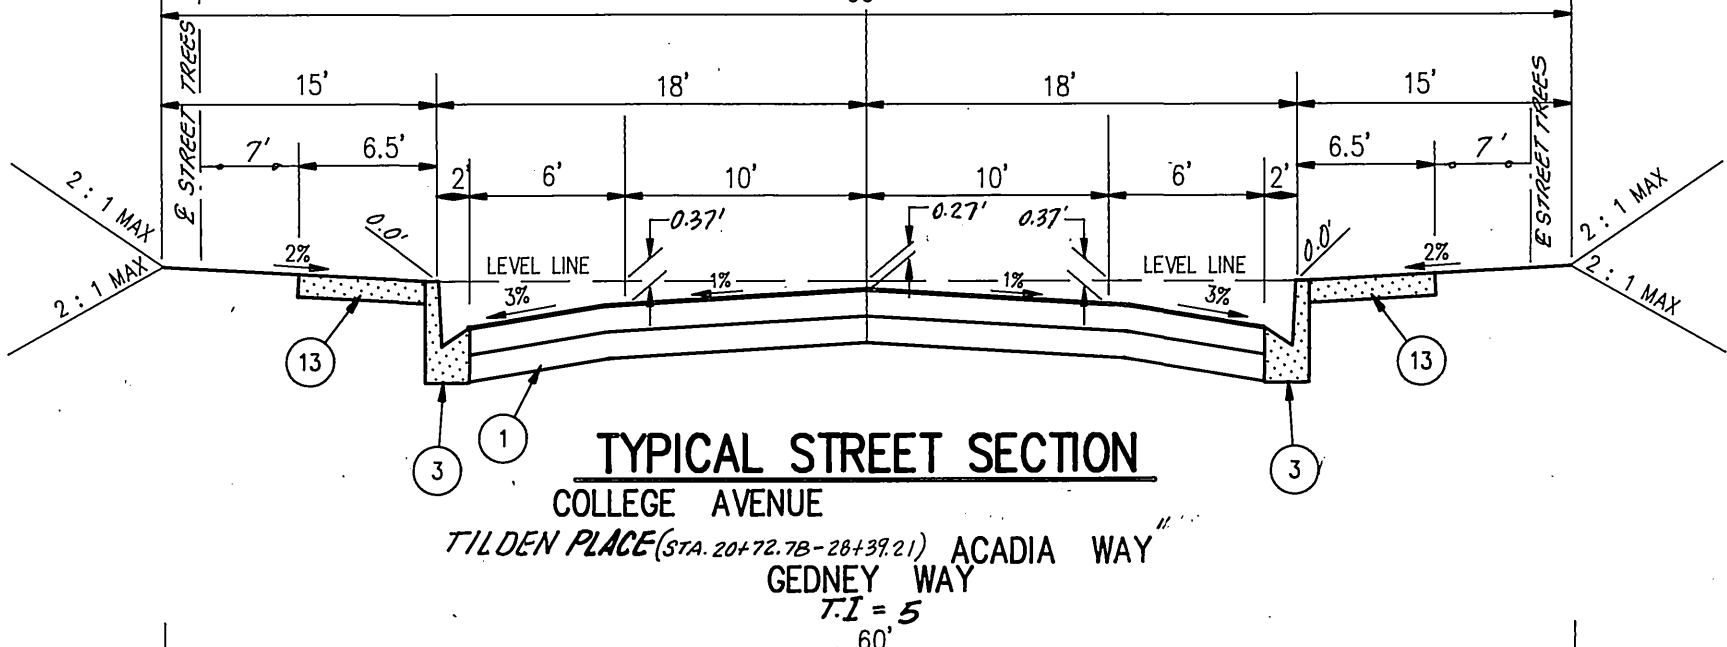 15' 18' 18' 15'
℄ STREET TREES
℄ STREET TREES
7' 6.5' 6.5' 7'
2' 6' 10' 10' 6' 2'
2 : 1 MAX
2 : 1 MAX
0.0' 0.37' 0.27' 0.37' 0.0'
2% LEVEL LINE LEVEL LINE 2%
3% 1% 1% 3%
2 : 1 MAX
2 : 1 MAX
13 13
1
3 3
TYPICAL STREET SECTION
COLLEGE AVENUE
TILDEN PLACE (STA. 20+72.78-28+39.21) ACADIA WAY
GEDNEY WAY
T.I = 5
60'